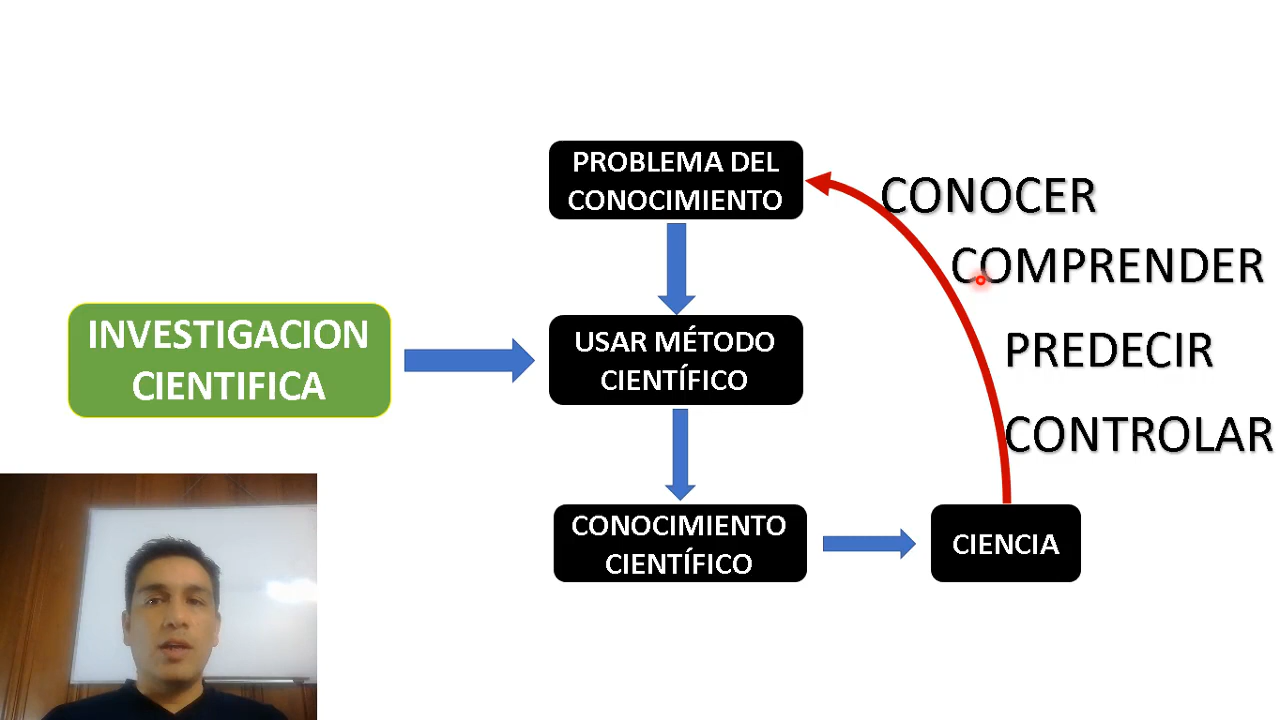 PROBLEMA DEL
CONOCIMIENTO
CONOCER
COMPRENDER
INVESTIGACION
CIENTIFICA
USAR MÉTODO
CIENTÍFICO
PREDECIR
CONTROLAR
CONOCIMIENTO
CIENTÍFICO
CIENCIA